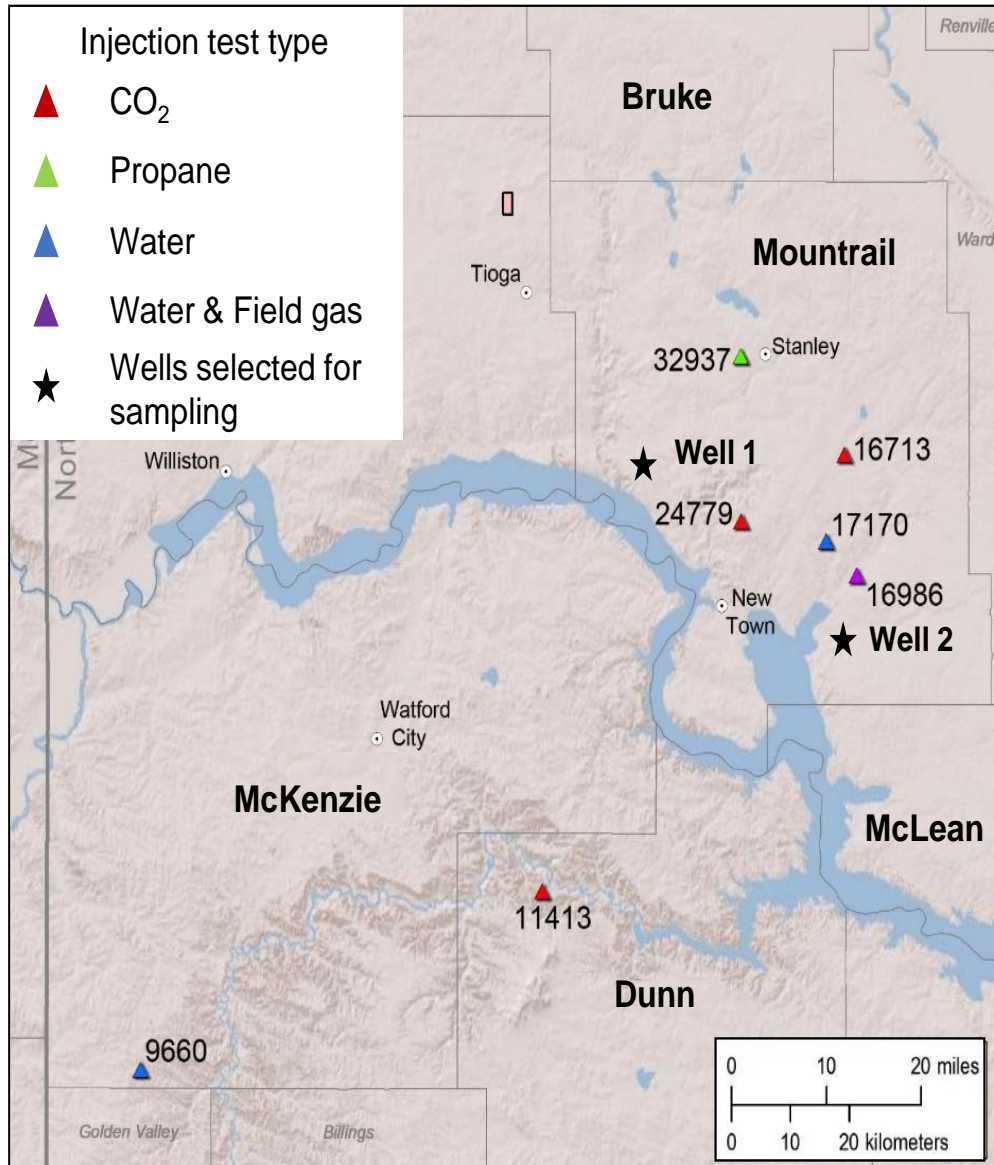 Injection test type
CO₂
Propane
Water
Water & Field gas
Wells selected for
sampling
Renville
Bruke
Mountrail
Ward
Tioga
Stanley
32937
Well 1
16713
Williston
24779
17170
16986
New
Town
Well 2
Watford
City
McKenzie
McLean
11413
Dunn
9660
Golden Valley
Billings
0 10 20 miles
0 10 20 kilometers